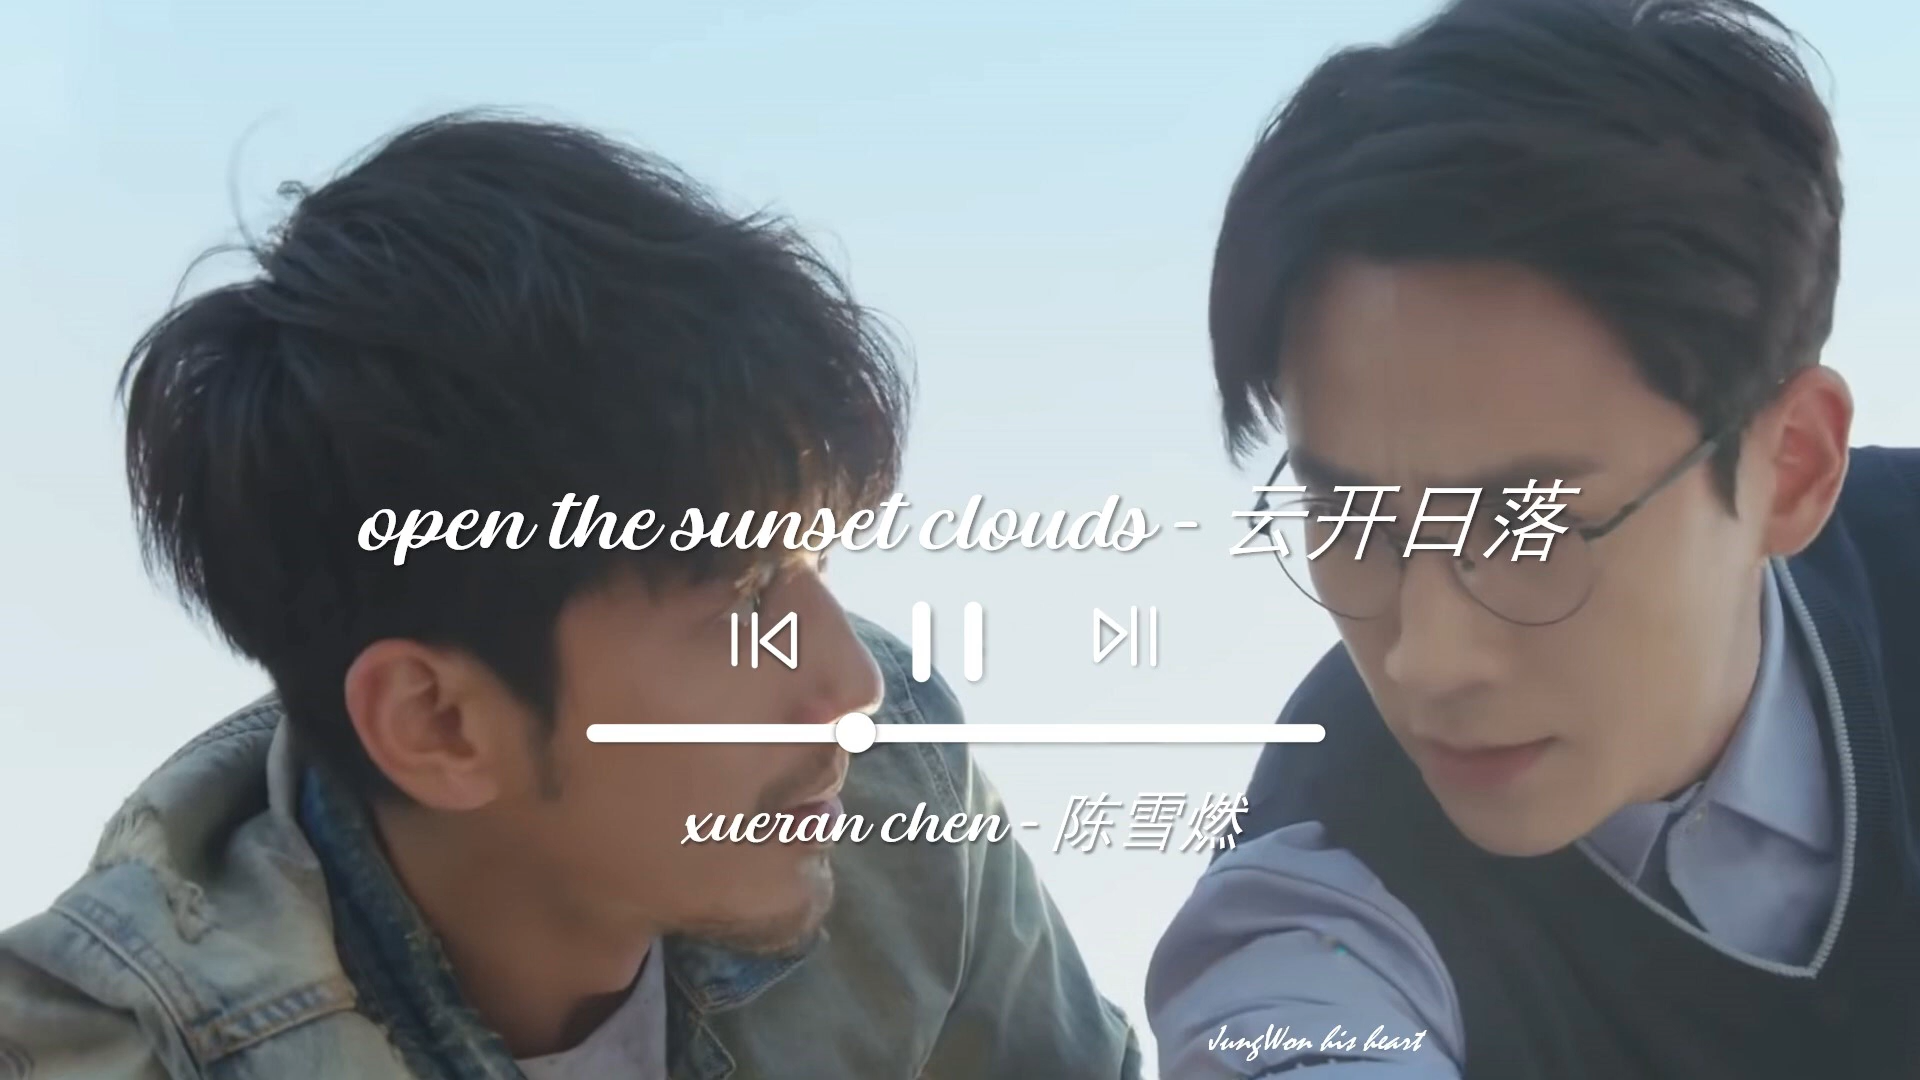 open the sunset clouds - 云开日落
xueran chen - 陈雪燃
JungWon his heart